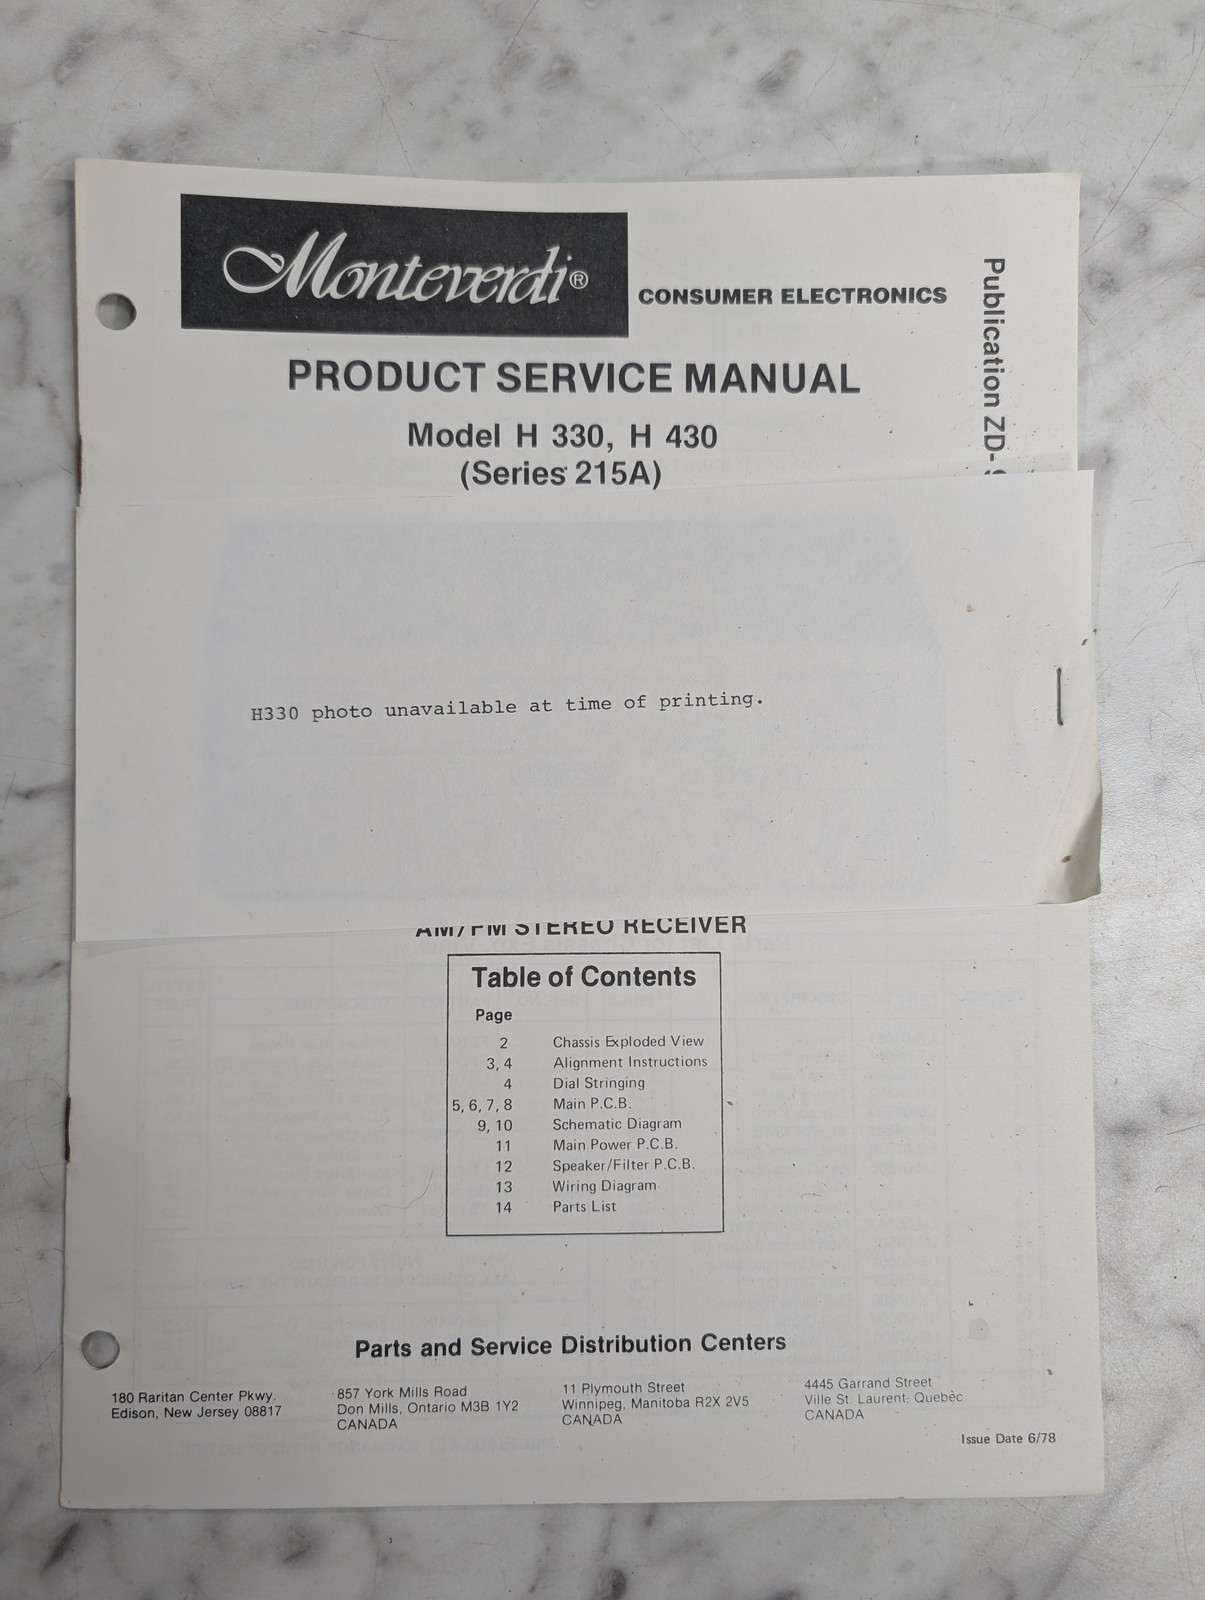 Monteverdi®
CONSUMER ELECTRONICS
Publication ZD-
PRODUCT SERVICE MANUAL
Model H 330, H 430
(Series 215A)
H330 photo unavailable at time of printing.
AM/FM STEREO RECEIVER
Table of Contents
Page
2 Chassis Exploded View
3, 4 Alignment Instructions
4 Dial Stringing
5, 6, 7, 8 Main P.C.B.
9, 10 Schematic Diagram
11 Main Power P.C.B.
12 Speaker/Filter P.C.B.
13 Wiring Diagram
14 Parts List
Parts and Service Distribution Centers
180 Raritan Center Pkwy.
Edison, New Jersey 08817
857 York Mills Road
Don Mills, Ontario M3B 1Y2
CANADA
11 Plymouth Street
Winnipeg, Manitoba R2X 2V5
CANADA
4445 Garrand Street
Ville St. Laurent, Quebèc
CANADA
Issue Date 6/78